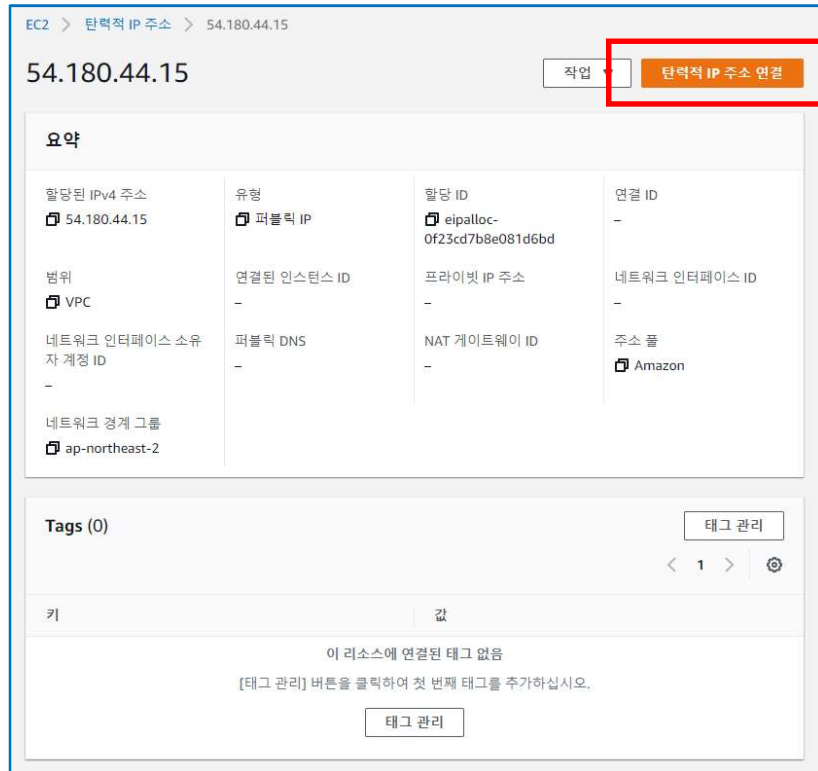 EC2 > 탄력적 IP 주소 > 54.180.44.15
54.180.44.15
작업
탄력적 IP 주소 연결
요약
할당된 IPv4 주소
54.180.44.15
유형
퍼블릭 IP
할당 ID
eipalloc-
0f23cd7b8e081d6bd
연결 ID
–
범위
VPC
연결된 인스턴스 ID
–
프라이빗 IP 주소
–
네트워크 인터페이스 ID
–
네트워크 인터페이스 소유
자 계정 ID
–
퍼블릭 DNS
–
NAT 게이트웨이 ID
–
주소 풀
Amazon
네트워크 경계 그룹
ap-northeast-2
Tags (0)
태그 관리
< 1 >
키
값
이 리소스에 연결된 태그 없음
[태그 관리] 버튼을 클릭하여 첫 번째 태그를 추가하십시오.
태그 관리